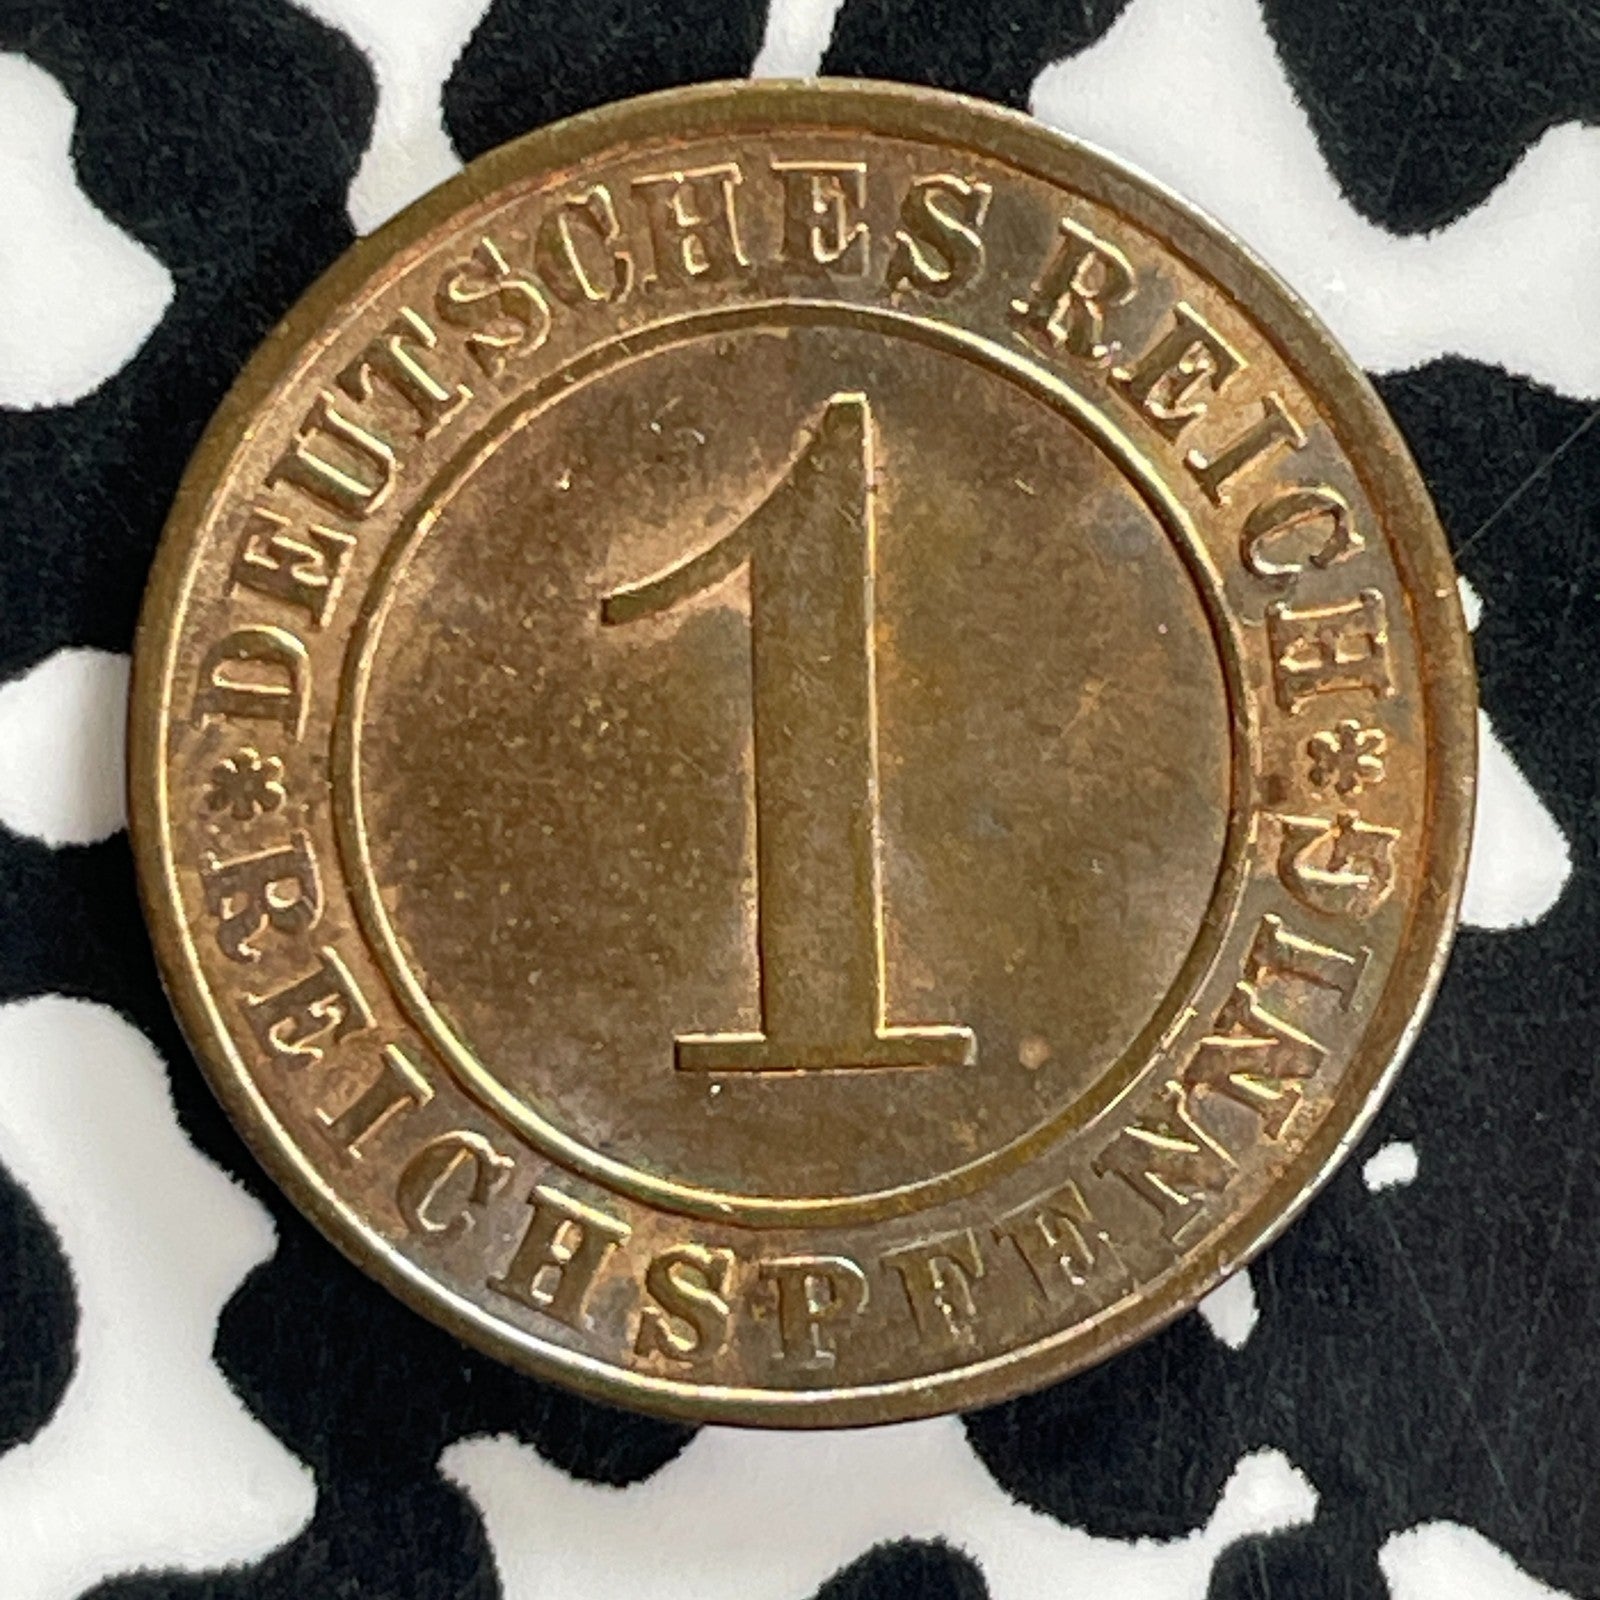 DEUTSCHES REICH
1
* REICHSPFENNIG *